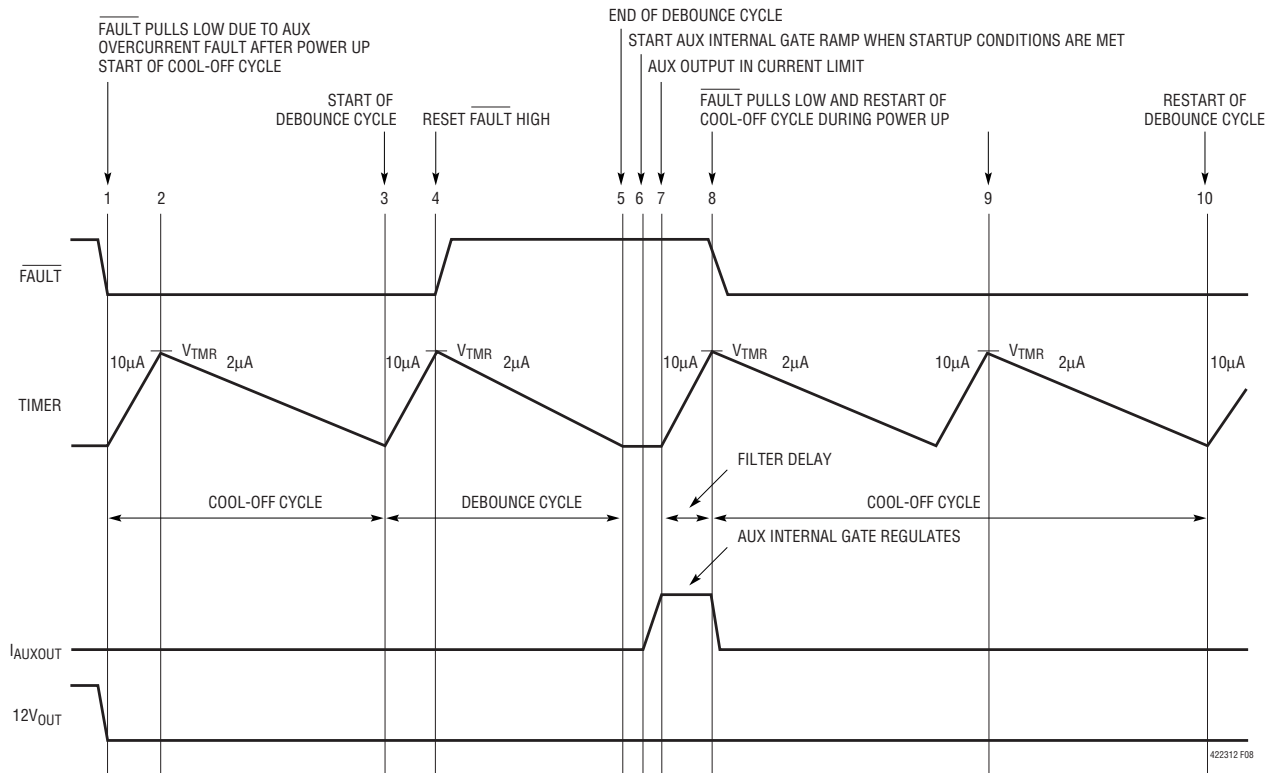 FAULT PULLS LOW DUE TO AUX
OVERCURRENT FAULT AFTER POWER UP
START OF COOL-OFF CYCLE
START OF
DEBOUNCE CYCLE
RESET FAULT HIGH
END OF DEBOUNCE CYCLE
START AUX INTERNAL GATE RAMP WHEN STARTUP CONDITIONS ARE MET
AUX OUTPUT IN CURRENT LIMIT
FAULT PULLS LOW AND RESTART OF
COOL-OFF CYCLE DURING POWER UP
RESTART OF
DEBOUNCE CYCLE
1 2 3 4 5 6 7 8 9 10
FAULT
TIMER
10µA VTMR 2µA 10µA VTMR 2µA 10µA VTMR 2µA VTMR 2µA 10µA
FILTER DELAY
COOL-OFF CYCLE DEBOUNCE CYCLE COOL-OFF CYCLE
AUX INTERNAL GATE REGULATES
IAUXOUT
12VOUT
422312 F08